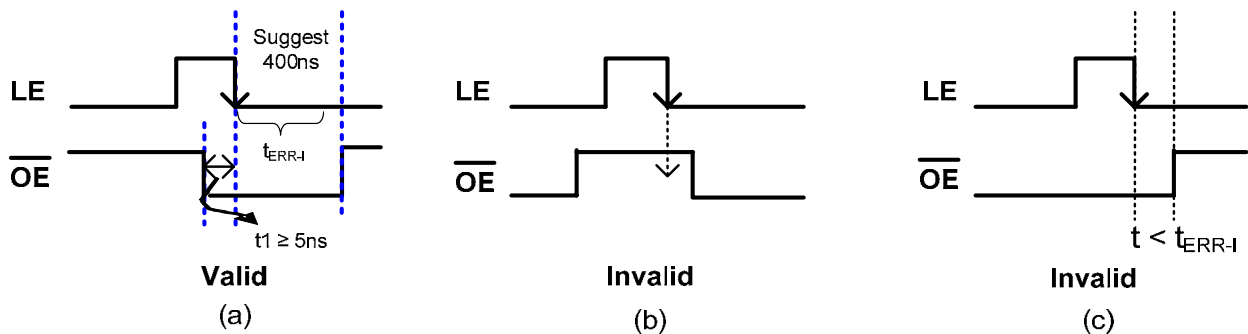 Suggest
400ns
LE
tERR-I
OE
t1 ≥ 5ns
Valid
(a)
LE
OE
Invalid
(b)
LE
OE
t < tERR-I
Invalid
(c)